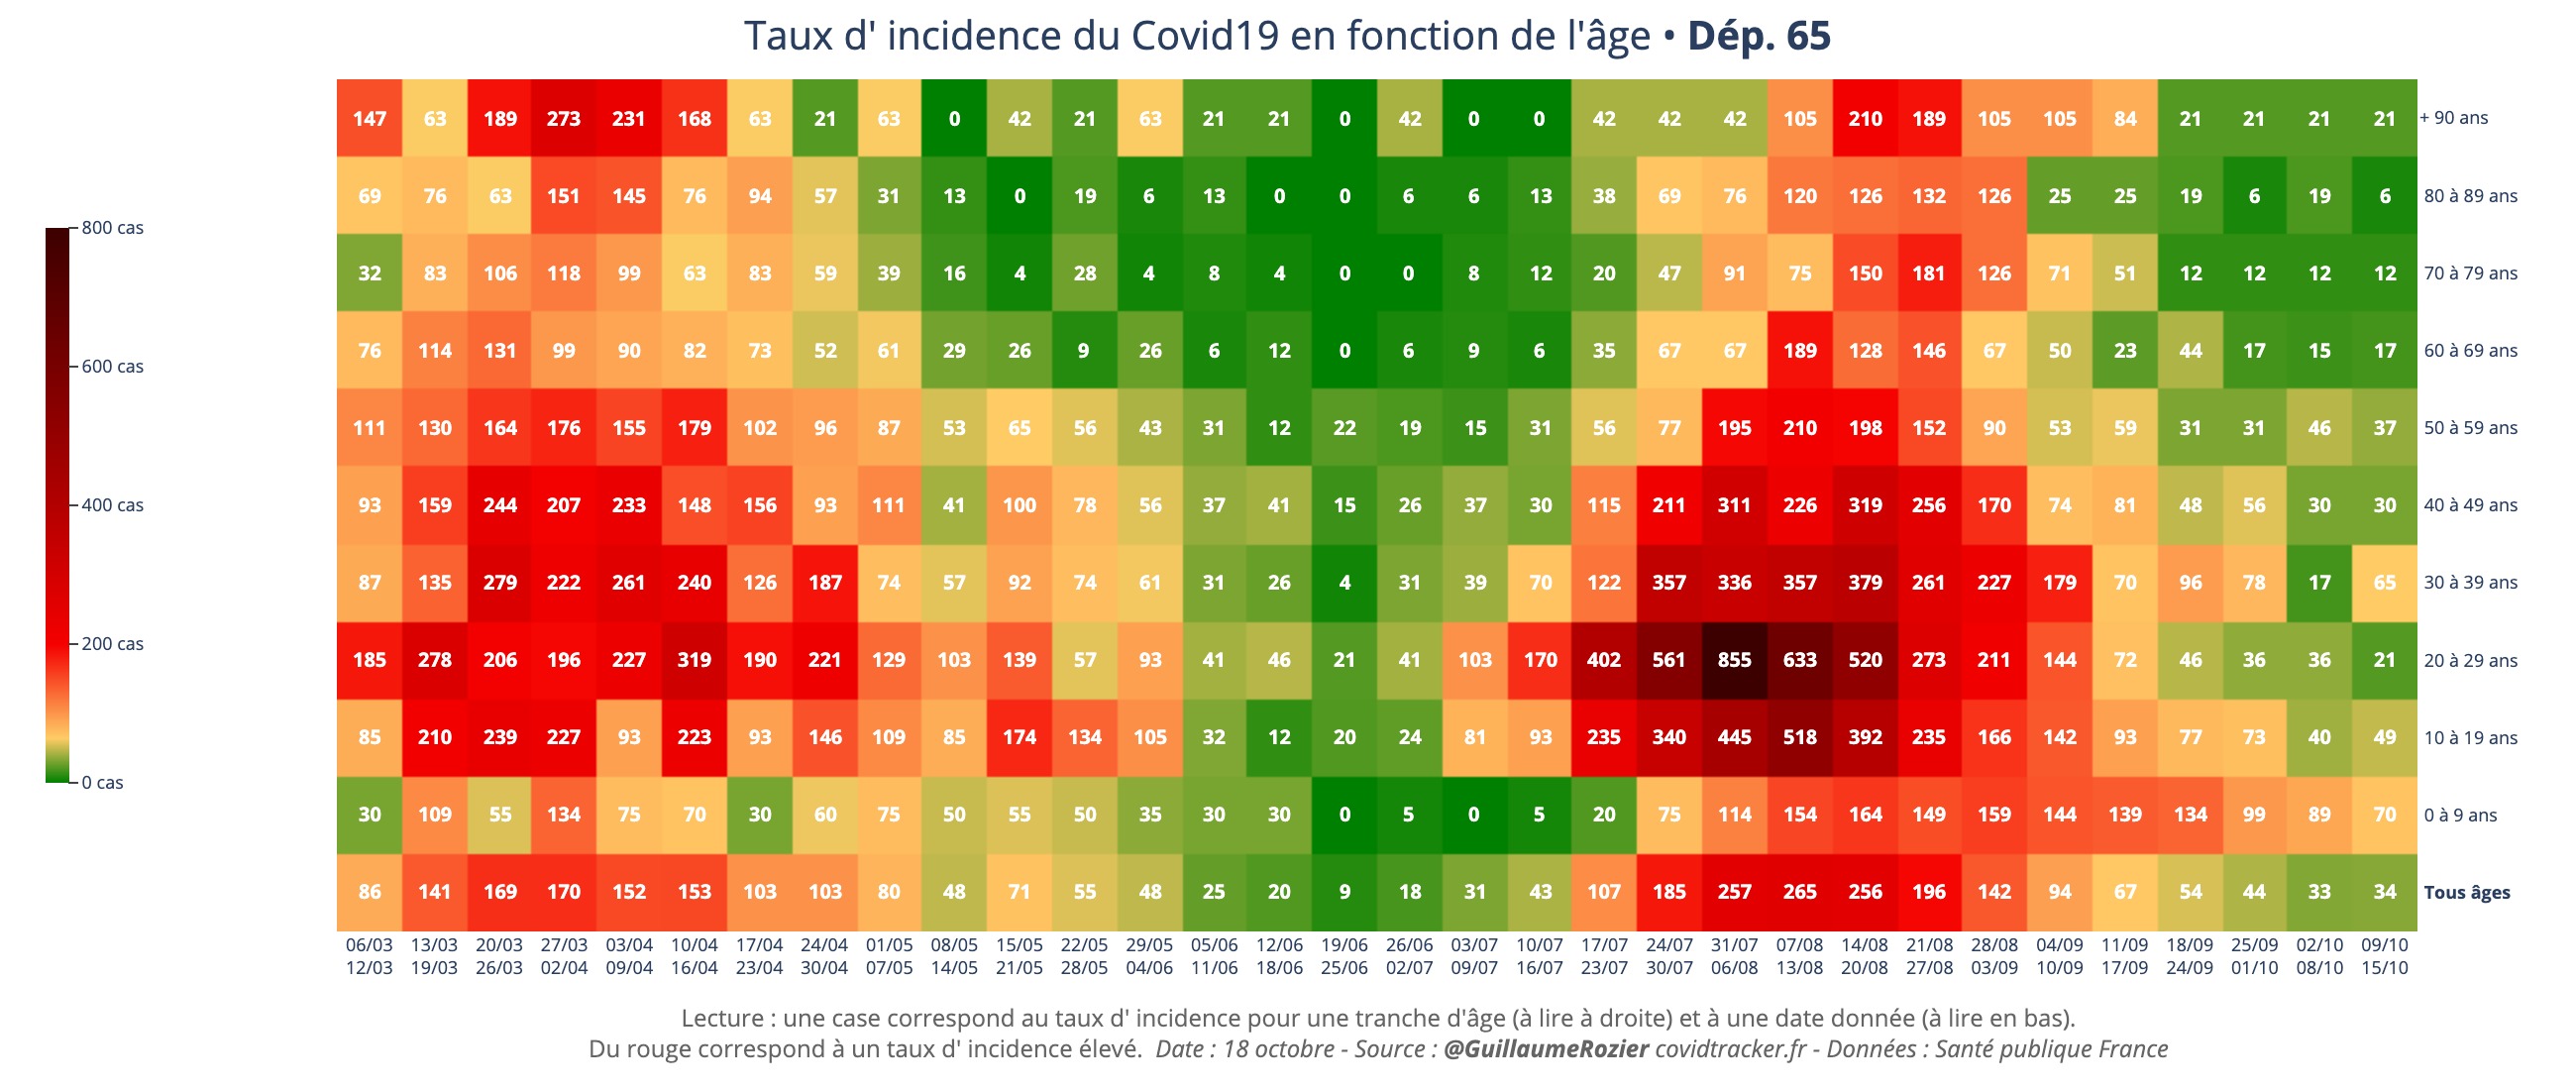 Taux d' incidence du Covid19 en fonction de l'âge • Dép. 65
800 cas
600 cas
400 cas
200 cas
0 cas
147 63 189 273 231 168 63 21 63 0 42 21 63 21 21 0 42 0 0 42 42 42 105 210 189 105 105 84 21 21 21 21 + 90 ans
69 76 63 151 145 76 94 57 31 13 0 19 6 13 0 0 6 6 13 38 69 76 120 126 132 126 25 25 19 6 19 6 80 à 89 ans
32 83 106 118 99 63 83 59 39 16 4 28 4 8 4 0 0 8 12 20 47 91 75 150 181 126 71 51 12 12 12 12 70 à 79 ans
76 114 131 99 90 82 73 52 61 29 26 9 26 6 12 0 6 9 6 35 67 67 189 128 146 67 50 23 44 17 15 17 60 à 69 ans
111 130 164 176 155 179 102 96 87 53 65 56 43 31 12 22 19 15 31 56 77 195 210 198 152 90 53 59 31 31 46 37 50 à 59 ans
93 159 244 207 233 148 156 93 111 41 100 78 56 37 41 15 26 37 30 115 211 311 226 319 256 170 74 81 48 56 30 30 40 à 49 ans
87 135 279 222 261 240 126 187 74 57 92 74 61 31 26 4 31 39 70 122 357 336 357 379 261 227 179 70 96 78 17 65 30 à 39 ans
185 278 206 196 227 319 190 221 129 103 139 57 93 41 46 21 41 103 170 402 561 855 633 520 273 211 144 72 46 36 36 21 20 à 29 ans
85 210 239 227 93 223 93 146 109 85 174 134 105 32 12 20 24 81 93 235 340 445 518 392 235 166 142 93 77 73 40 49 10 à 19 ans
30 109 55 134 75 70 30 60 75 50 55 50 35 30 30 0 5 0 5 20 75 114 154 164 149 159 144 139 134 99 89 70 0 à 9 ans
86 141 169 170 152 153 103 103 80 48 71 55 48 25 20 9 18 31 43 107 185 257 265 256 196 142 94 67 54 44 33 34 Tous âges
06/03 13/03 20/03 27/03 03/04 10/04 17/04 24/04 01/05 08/05 15/05 22/05 29/05 05/06 12/06 19/06 26/06 03/07 10/07 17/07 24/07 31/07 07/08 14/08 21/08 28/08 04/09 11/09 18/09 25/09 02/10 09/10
12/03 19/03 26/03 02/04 09/04 16/04 23/04 30/04 07/05 14/05 21/05 28/05 04/06 11/06 18/06 25/06 02/07 09/07 16/07 23/07 30/07 06/08 13/08 20/08 27/08 03/09 10/09 17/09 24/09 01/10 08/10 15/10
Lecture : une case correspond au taux d' incidence pour une tranche d'âge (à lire à droite) et à une date donnée (à lire en bas).
Du rouge correspond à un taux d' incidence élevé. Date : 18 octobre - Source : @GuillaumeRozier covidtracker.fr - Données : Santé publique France